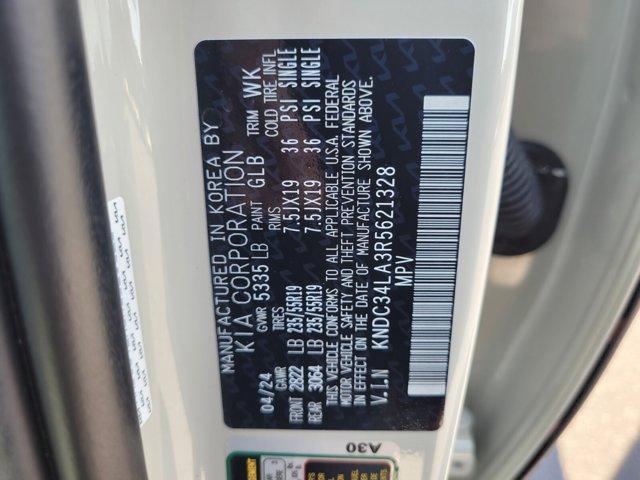 MANUFACTURED IN KOREA BY
KIA CORPORATION
04/24 GVWR 5335 LB PAINT GLB TRIM WK
GAWR TIRES RIMS COLD TIRE INFL
FRONT 2822 LB 235/55R19 7.5JX19 36 PSI SINGLE
REAR 3064 LB 235/55R19 7.5JX19 36 PSI SINGLE
THIS VEHICLE CONFORMS TO ALL APPLICABLE U.S.A. FEDERAL
MOTOR VEHICLE SAFETY AND THEFT PREVENTION STANDARDS
IN EFFECT ON THE DATE OF MANUFACTURE SHOWN ABOVE.
V.I.N KNDC34LA3R5621328
MPV
A30